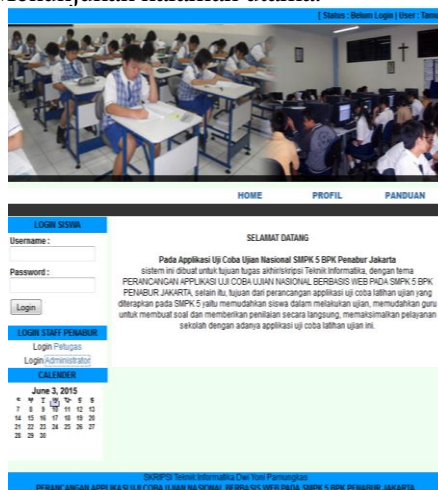 [ Status : Belum Login | User : Tamu
HOME PROFIL PANDUAN
LOGIN SISWA
Username :
Password :
Login
LOGIN STAFF PENABUR
Login Petugas
Login Administrator
CALENDER
June 3, 2015
7 8 9 10 11 12 13
14 15 16 17 18 19 20
21 22 23 24 25 26 27
28 29 30
SELAMAT DATANG
Pada Applikasi Uji Coba Ujian Nasional SMPK 5 BPK Penabur Jakarta
sistem ini dibuat untuk tujuan tugas akhir/skripsi Teknik Informatika, dengan tema
PERANCANGAN APPLIKASI UJI COBA UJIAN NASIONAL BERBASIS WEB PADA SMPK 5 BPK
PENABUR JAKARTA, selain itu, tujuan dari perancangan applikasi uji coba latihan ujian yang
diterapkan pada SMPK 5 yaitu memudahkan siswa dalam melakukan ujian, memudahkan guru
untuk membuat soal dan memberikan penilaian secara langsung, memaksimalkan pelayanan
sekolah dengan adanya applikasi uji coba latihan ujian ini.
SKRIPSI Teknik Informatika Dwi Yoni Pamungkas
PERANCANGAN APPLIKASI UJI COBA UJIAN NASIONAL BERBASIS WEB PADA SMPK 5 BPK PENABUR JAKARTA